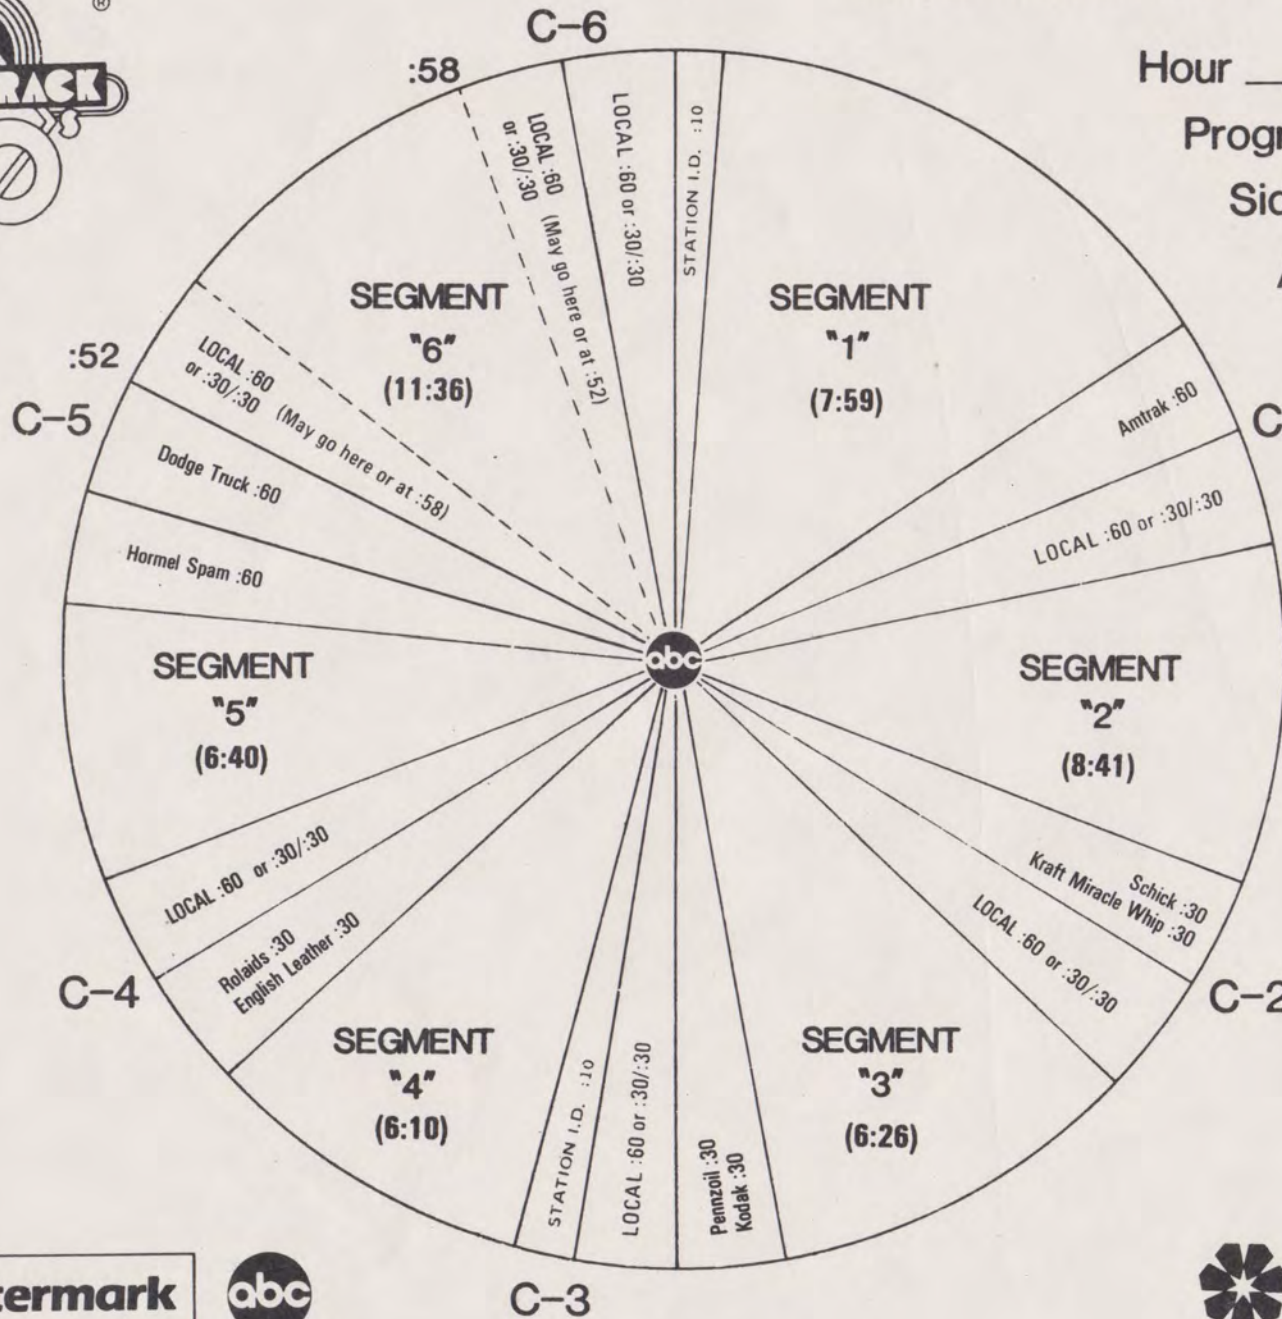 ®
RACK
C-6
:58
Hour
STATION I.D. :10
SEGMENT
"1"
(7:59)
Amtrak :60
LOCAL :60 or :30/:30
SEGMENT
"2"
(8:41)
Schick :30
Kraft Miracle Whip :30
C-2
LOCAL :60 or :30/:30
SEGMENT
"3"
(6:26)
Pennzoil :30
Kodak :30
C-3
LOCAL :60 or :30/:30
STATION I.D. :10
SEGMENT
"4"
(6:10)
Rolaids :30
English Leather :30
C-4
LOCAL :60 or :30/:30
SEGMENT
"5"
(6:40)
Hormel Spam :60
Dodge Truck :60
C-5
:52
LOCAL :60
or :30/:30 (May go here or at :58)
SEGMENT
"6"
(11:36)
LOCAL :60
or :30/:30 (May go here or at :52)
LOCAL :60 or :30/:30
abc
termark
abc